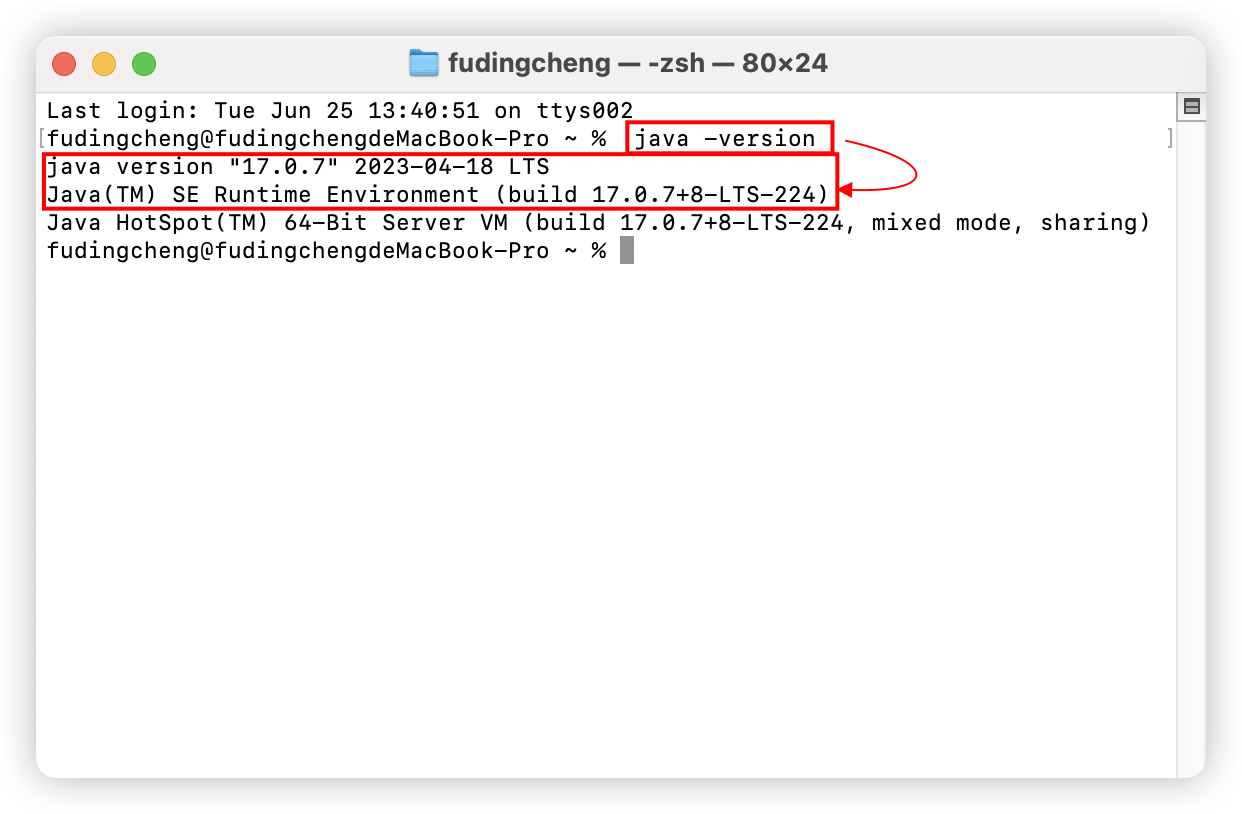 fudingcheng — -zsh — 80×24
Last login: Tue Jun 25 13:40:51 on ttys002
[fudingcheng@fudingchengdeMacBook-Pro ~ % java -version ]
java version "17.0.7" 2023-04-18 LTS
Java(TM) SE Runtime Environment (build 17.0.7+8-LTS-224)
Java HotSpot(TM) 64-Bit Server VM (build 17.0.7+8-LTS-224, mixed mode, sharing)
fudingcheng@fudingchengdeMacBook-Pro ~ %